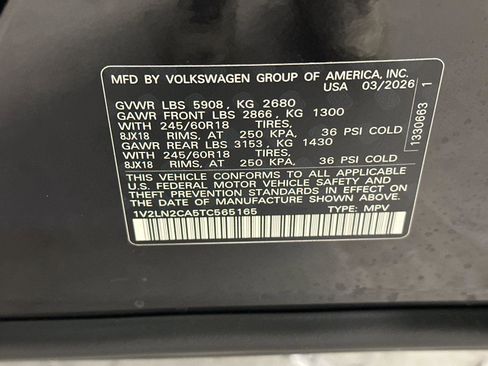 MFD BY VOLKSWAGEN GROUP OF AMERICA, INC.
USA 03/2026
GVWR LBS 5908, KG 2680
GAWR FRONT LBS 2866, KG 1300
WITH 245/60R18 TIRES,
8JX18 RIMS, AT 250 KPA, 36 PSI COLD
GAWR REAR LBS 3153, KG 1430
WITH 245/60R18 TIRES,
8JX18 RIMS, AT 250 KPA, 36 PSI COLD
THIS VEHICLE CONFORMS TO ALL APPLICABLE
U.S. FEDERAL MOTOR VEHICLE SAFETY AND
THEFT PREVENTION STANDARDS IN EFFECT ON
THE DATE OF MANUFACTURE SHOWN ABOVE.
1V2LN2CA5TC565165 TYPE: MPV
1330663 1